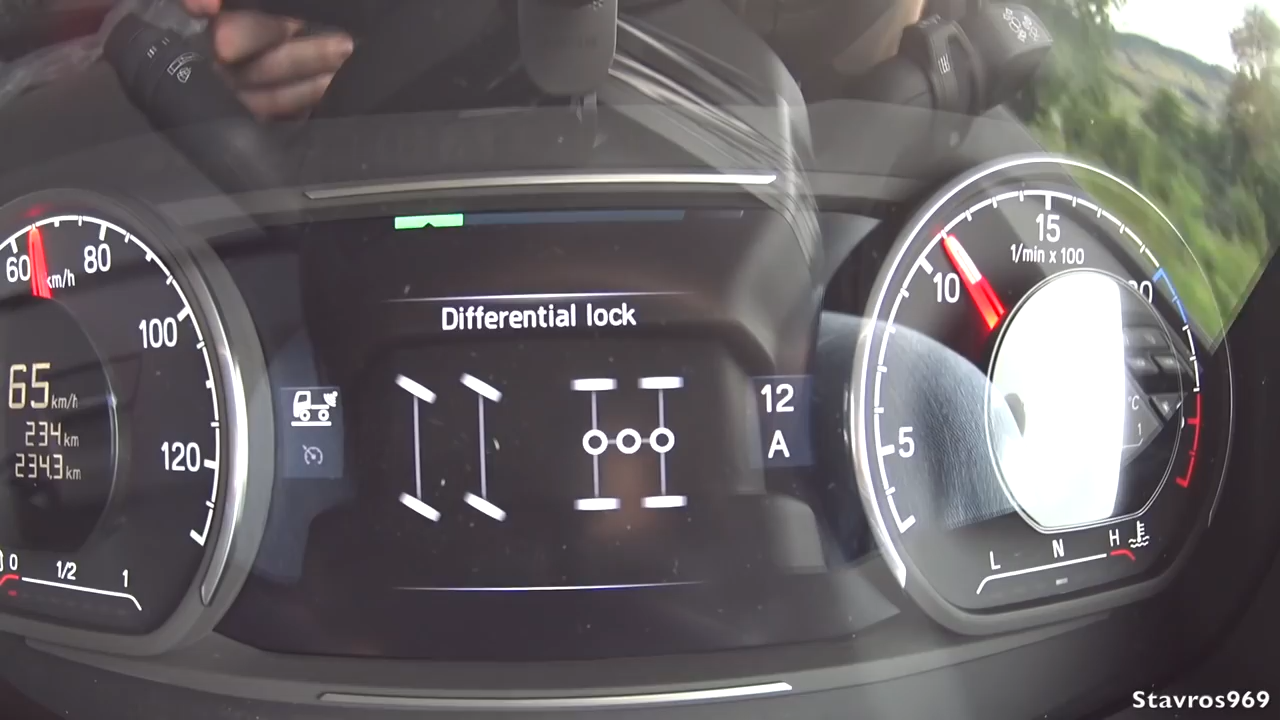 60
80
km/h
100
120
65 km/h
234 km
234.3 km
0 1/2 1
Differential lock
12
A
5
10
15
1/min x 100
°C
L N H
Stavros969